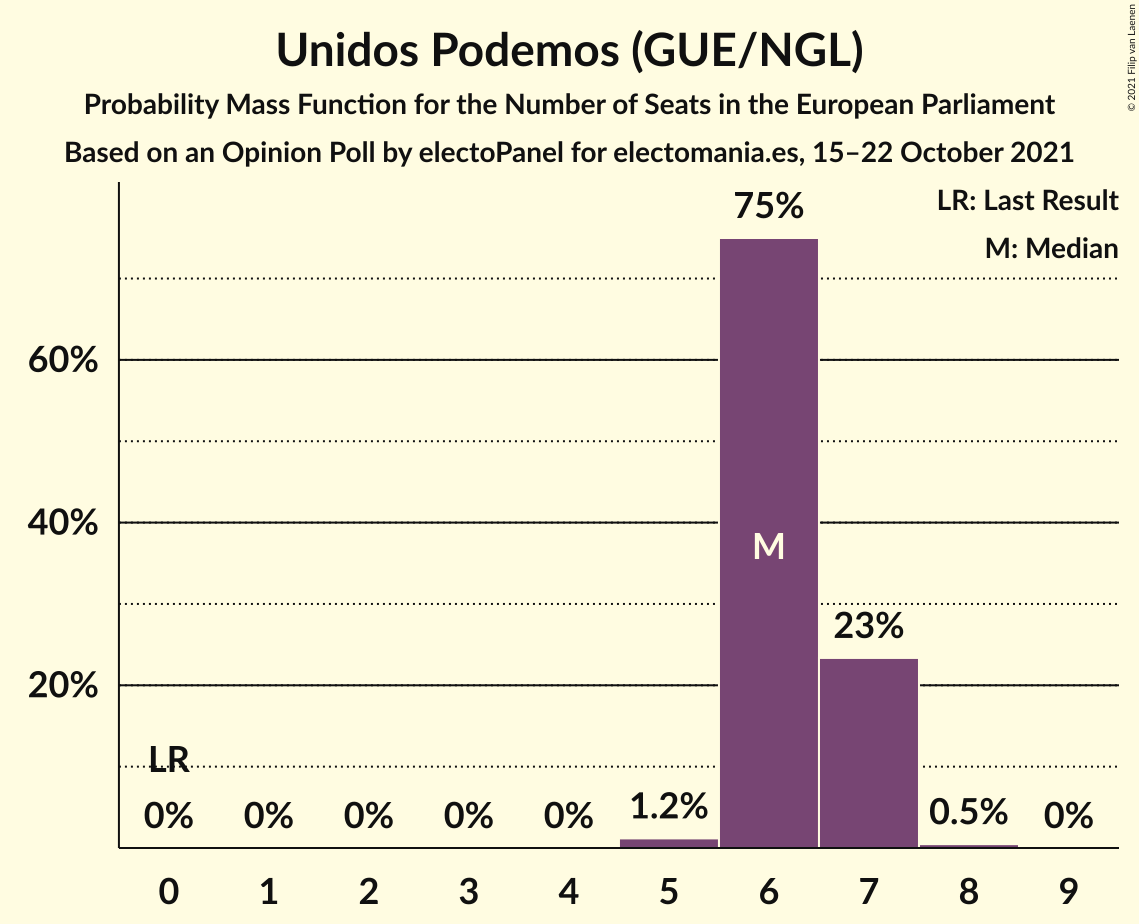 Unidos Podemos (GUE/NGL)
Probability Mass Function for the Number of Seats in the European Parliament
Based on an Opinion Poll by electoPanel for electomania.es, 15–22 October 2021
© 2021 Filip van Laenen
LR: Last Result
M: Median
75%
60%
40%
M
23%
20%
LR
0% 0% 0% 0% 0% 1.2% 0.5% 0%
0 1 2 3 4 5 6 7 8 9